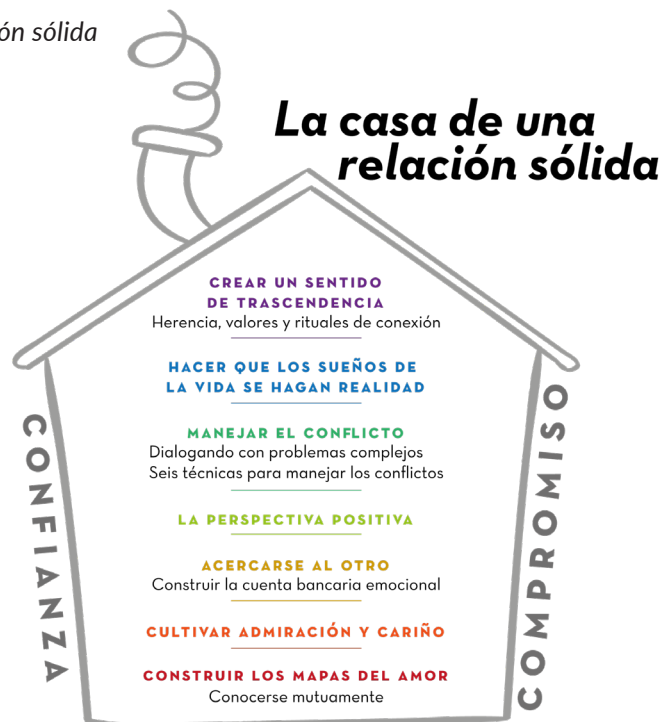 ón sólida
La casa de una
relación sólida
CREAR UN SENTIDO
DE TRASCENDENCIA
Herencia, valores y rituales de conexión
HACER QUE LOS SUEÑOS DE
LA VIDA SE HAGAN REALIDAD
MANEJAR EL CONFLICTO
Dialogando con problemas complejos
Seis técnicas para manejar los conflictos
LA PERSPECTIVA POSITIVA
ACERCARSE AL OTRO
Construir la cuenta bancaria emocional
CULTIVAR ADMIRACIÓN Y CARIÑO
CONSTRUIR LOS MAPAS DEL AMOR
Conocerse mutuamente
CONFIANZA
COMPROMISO